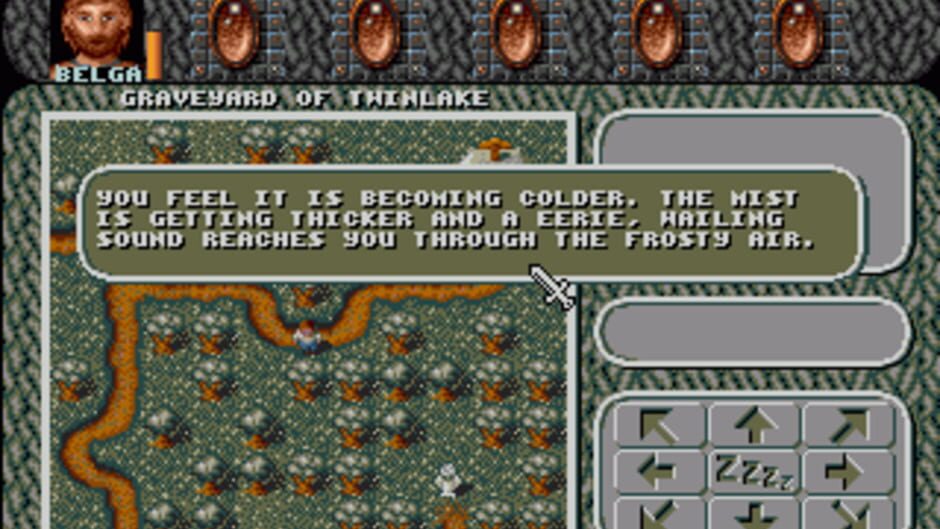 BELGA
GRAVEYARD OF TWINLAKE
YOU FEEL IT IS BECOMING COLDER. THE MIST
IS GETTING THICKER AND A EERIE, WAILING
SOUND REACHES YOU THROUGH THE FROSTY AIR.
ZZZZ